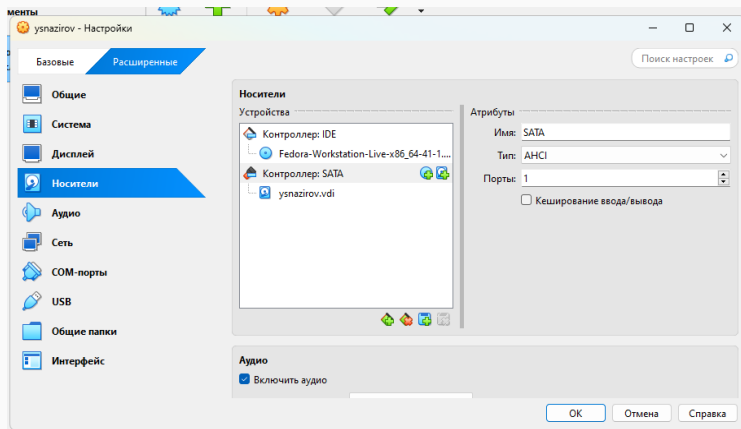 менты
ysnazirov - Настройки
Базовые
Расширенные
Поиск настроек
Общие
Система
Дисплей
Носители
Аудио
Сеть
COM-порты
USB
Общие папки
Интерфейс
Носители
Устройства
Контроллер: IDE
Fedora-Workstation-Live-x86_64-41-1,...
Контроллер: SATA
ysnazirov.vdi
Атрибуты
Имя: SATA
Тип: AHCI
Порты: 1
Кеширование ввода/вывода
Аудио
Включить аудио
ОК
Отмена
Справка